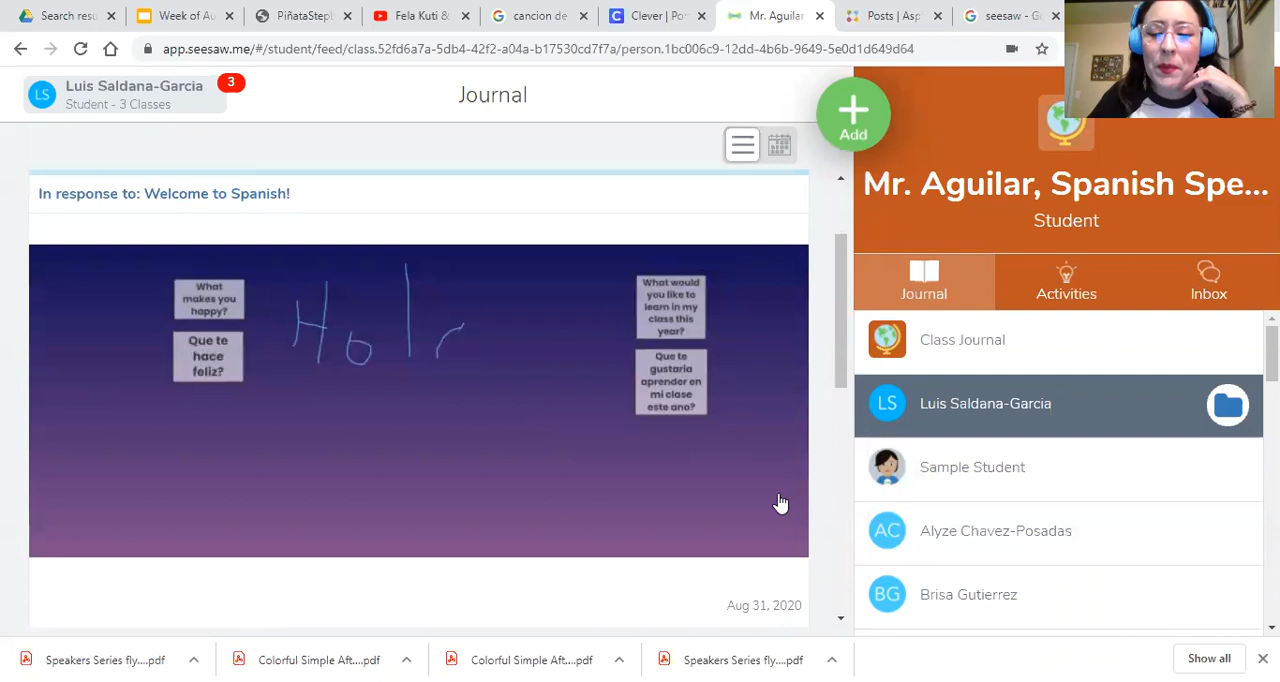 Search resu
Week of Au
PiñataStepl
Fela Kuti &
cancion de
Clever | Por
Mr. Aguilar
Posts | Asp
seesaw - Go
app.seesaw.me/#/student/feed/class.52fd6a7a-5db4-42f2-a04a-b17530cd7f7a/person.1bc006c9-12dd-4b6b-9649-5e0d1d649d64
LS
Luis Saldana-Garcia
Student - 3 Classes
3
Journal
Add
Mr. Aguilar, Spanish Spe...
Student
Journal
Activities
Inbox
In response to: Welcome to Spanish!
What makes you happy?
Que te hace feliz?
Hol
What would you like to learn in my class this year?
Que te gustaria aprender en mi clase este ano?
Aug 31, 2020
Class Journal
LS
Luis Saldana-Garcia
Sample Student
AC
Alyze Chavez-Posadas
BG
Brisa Gutierrez
Speakers Series fly....pdf
Colorful Simple Aft....pdf
Colorful Simple Aft....pdf
Speakers Series fly....pdf
Show all